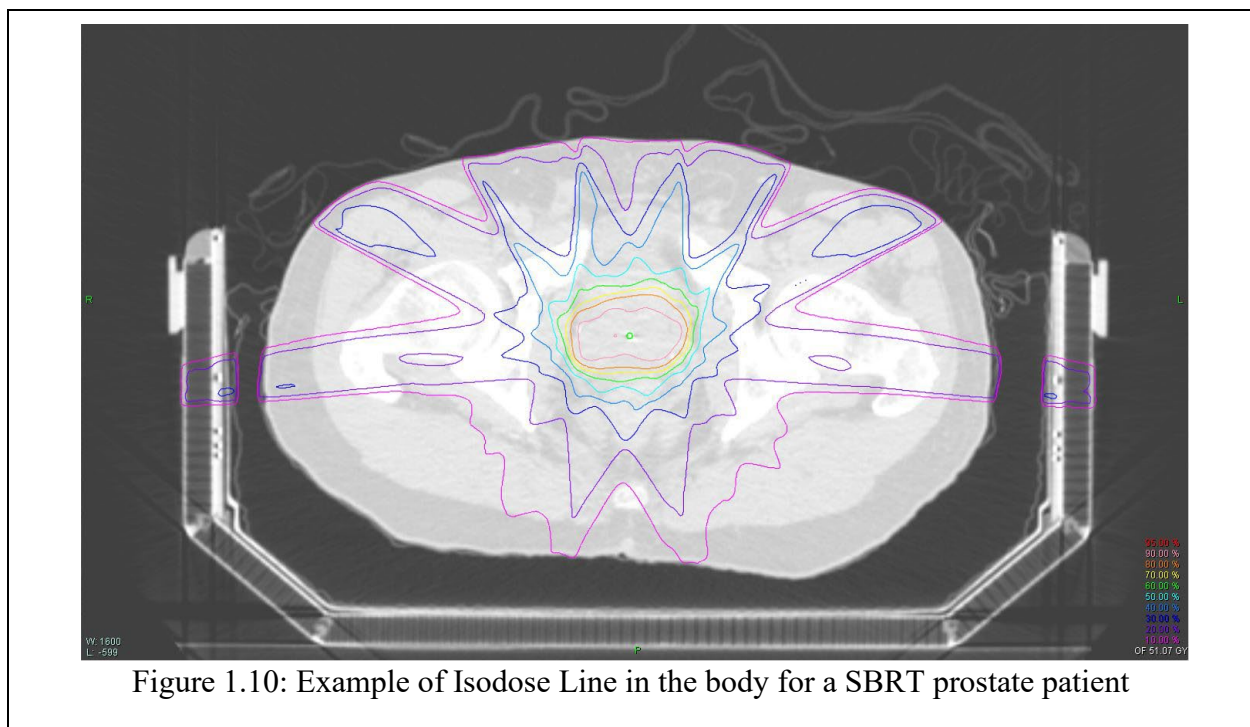 R
L
95.00 %
90.00 %
80.00 %
70.00 %
60.00 %
50.00 %
40.00 %
30.00 %
20.00 %
10.00 %
W: 1600
L: -599
P
OF 51.07 GY
Figure 1.10: Example of Isodose Line in the body for a SBRT prostate patient